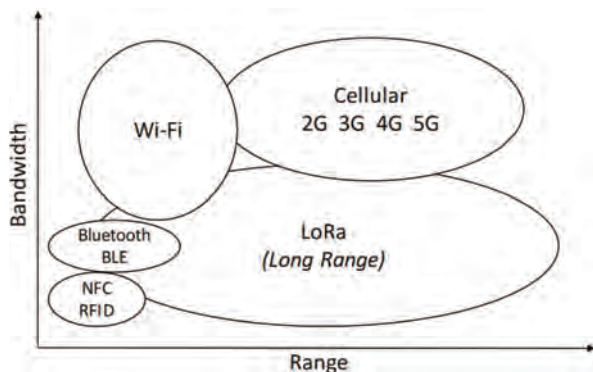 Bandwidth
Wi-Fi
Cellular
2G 3G 4G 5G
Bluetooth
BLE
LoRa
(Long Range)
NFC
RFID
Range